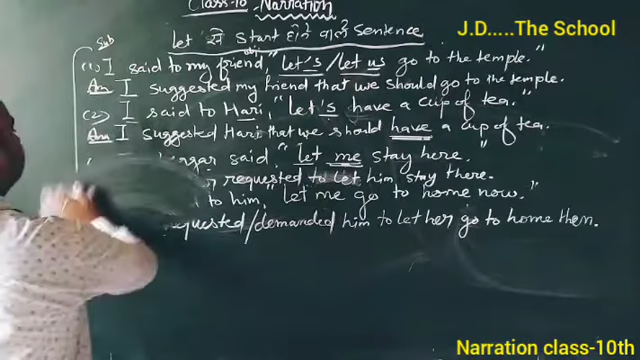 Class-10 Narration
J.D.....The School
Let से Start होने वाले Sentence
Sub
obj
(1) I said to my friend, "let's /let us go to the temple."
Ans I suggested my friend that we should go to the temple.
(2) I said to Hari, "Let's have a cup of tea."
Ans I Suggested Hari that we should have a cup of tea.
said, "let me stay here."
requested to let him stay there.
to him, "Let me go to home now."
requested/demanded him to let her go to home then.
Narration class-10th